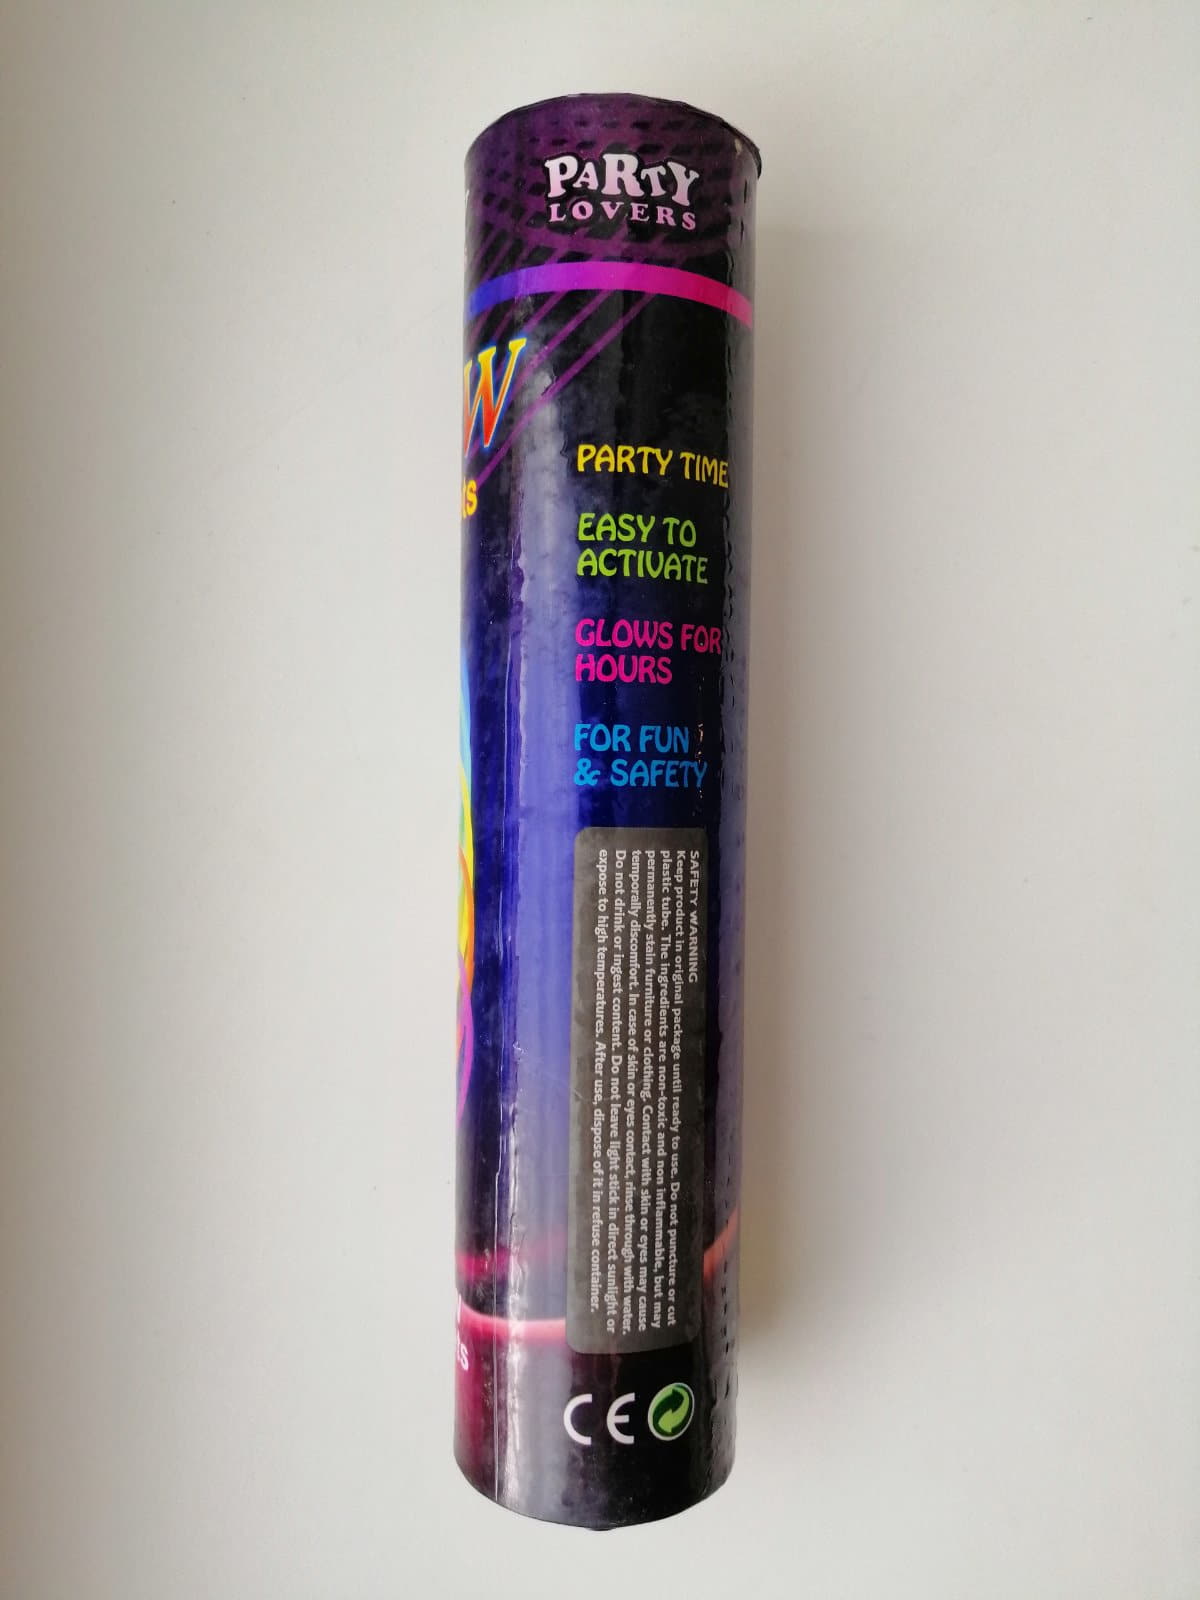 PARTY
LOVERS
W
ts
PARTY TIME
EASY TO
ACTIVATE
GLOWS FOR
HOURS
FOR FUN
& SAFETY
SAFETY WARNING
Keep product in original package until ready to use. Do not puncture or cut
plastic tube. The ingredients are non-toxic and non inflammable, but may
permanently stain furniture or clothing. Contact with skin or eyes may cause
temporally discomfort. In case of skin or eyes contact, rinse through with water.
Do not drink or ingest content. Do not leave light stick in direct sunlight or
expose to high temperatures. After use, dispose of it in refuse container.
ts
CE